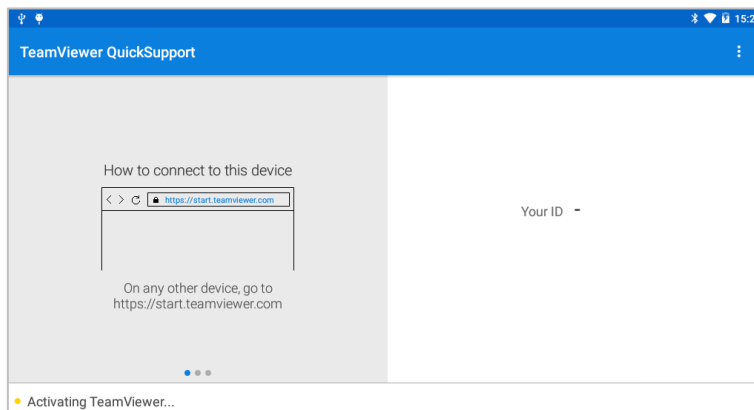 15:2
TeamViewer QuickSupport
How to connect to this device
https://start.teamviewer.com
On any other device, go to
https://start.teamviewer.com
Your ID -
Activating TeamViewer...